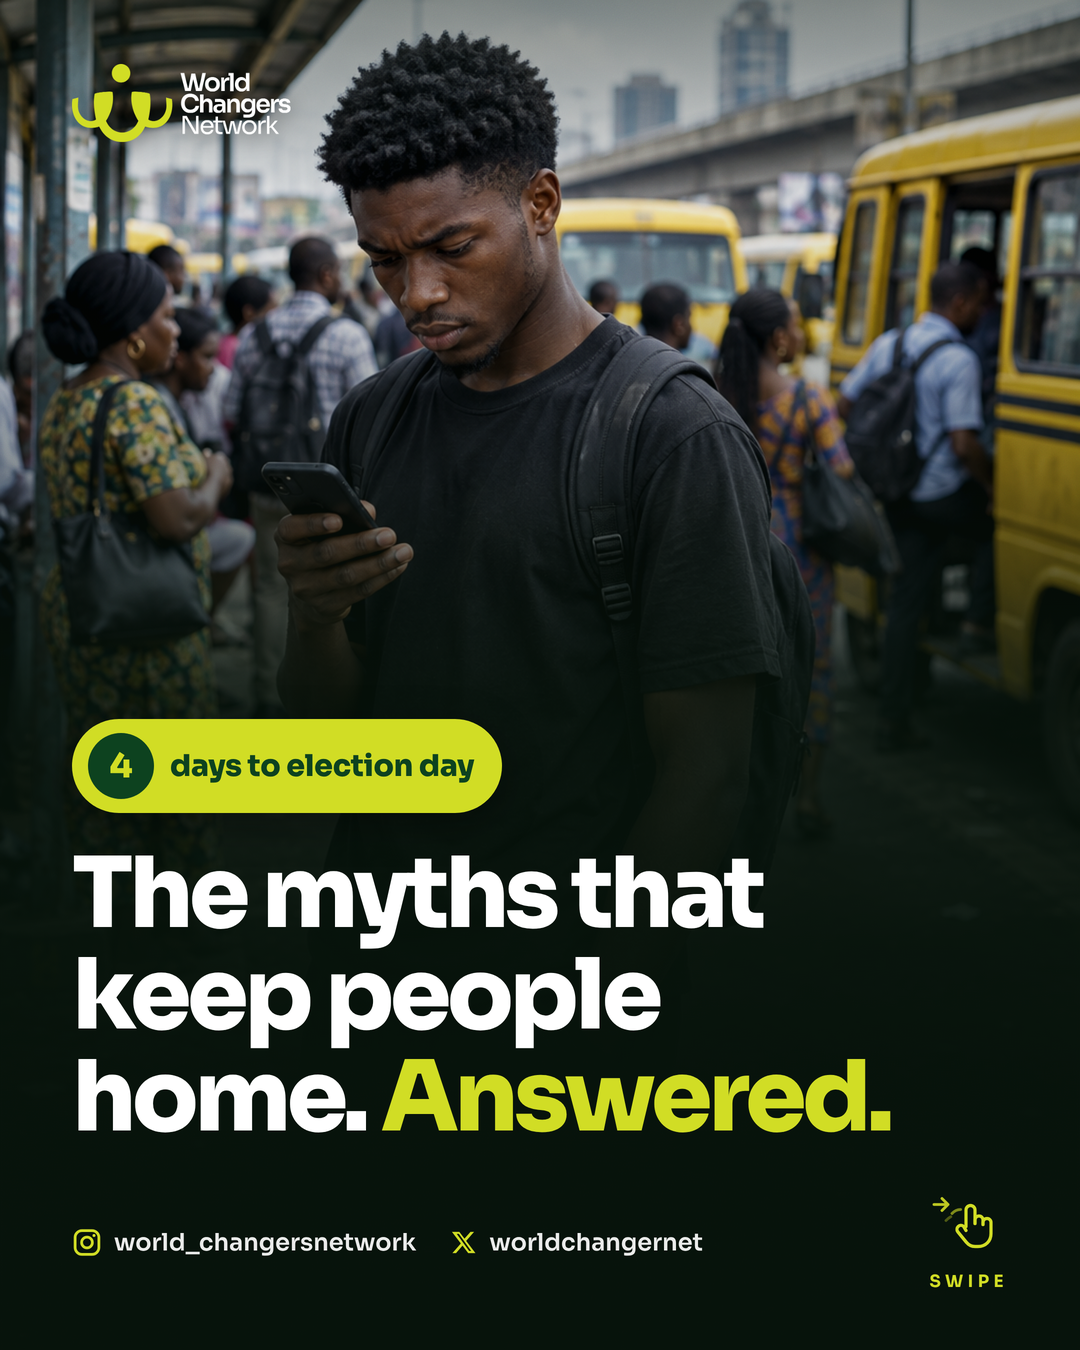 World
Changers
Network
4 days to election day
The myths that
keep people
home. Answered.
world_changersnetwork worldchangernet
SWIPE